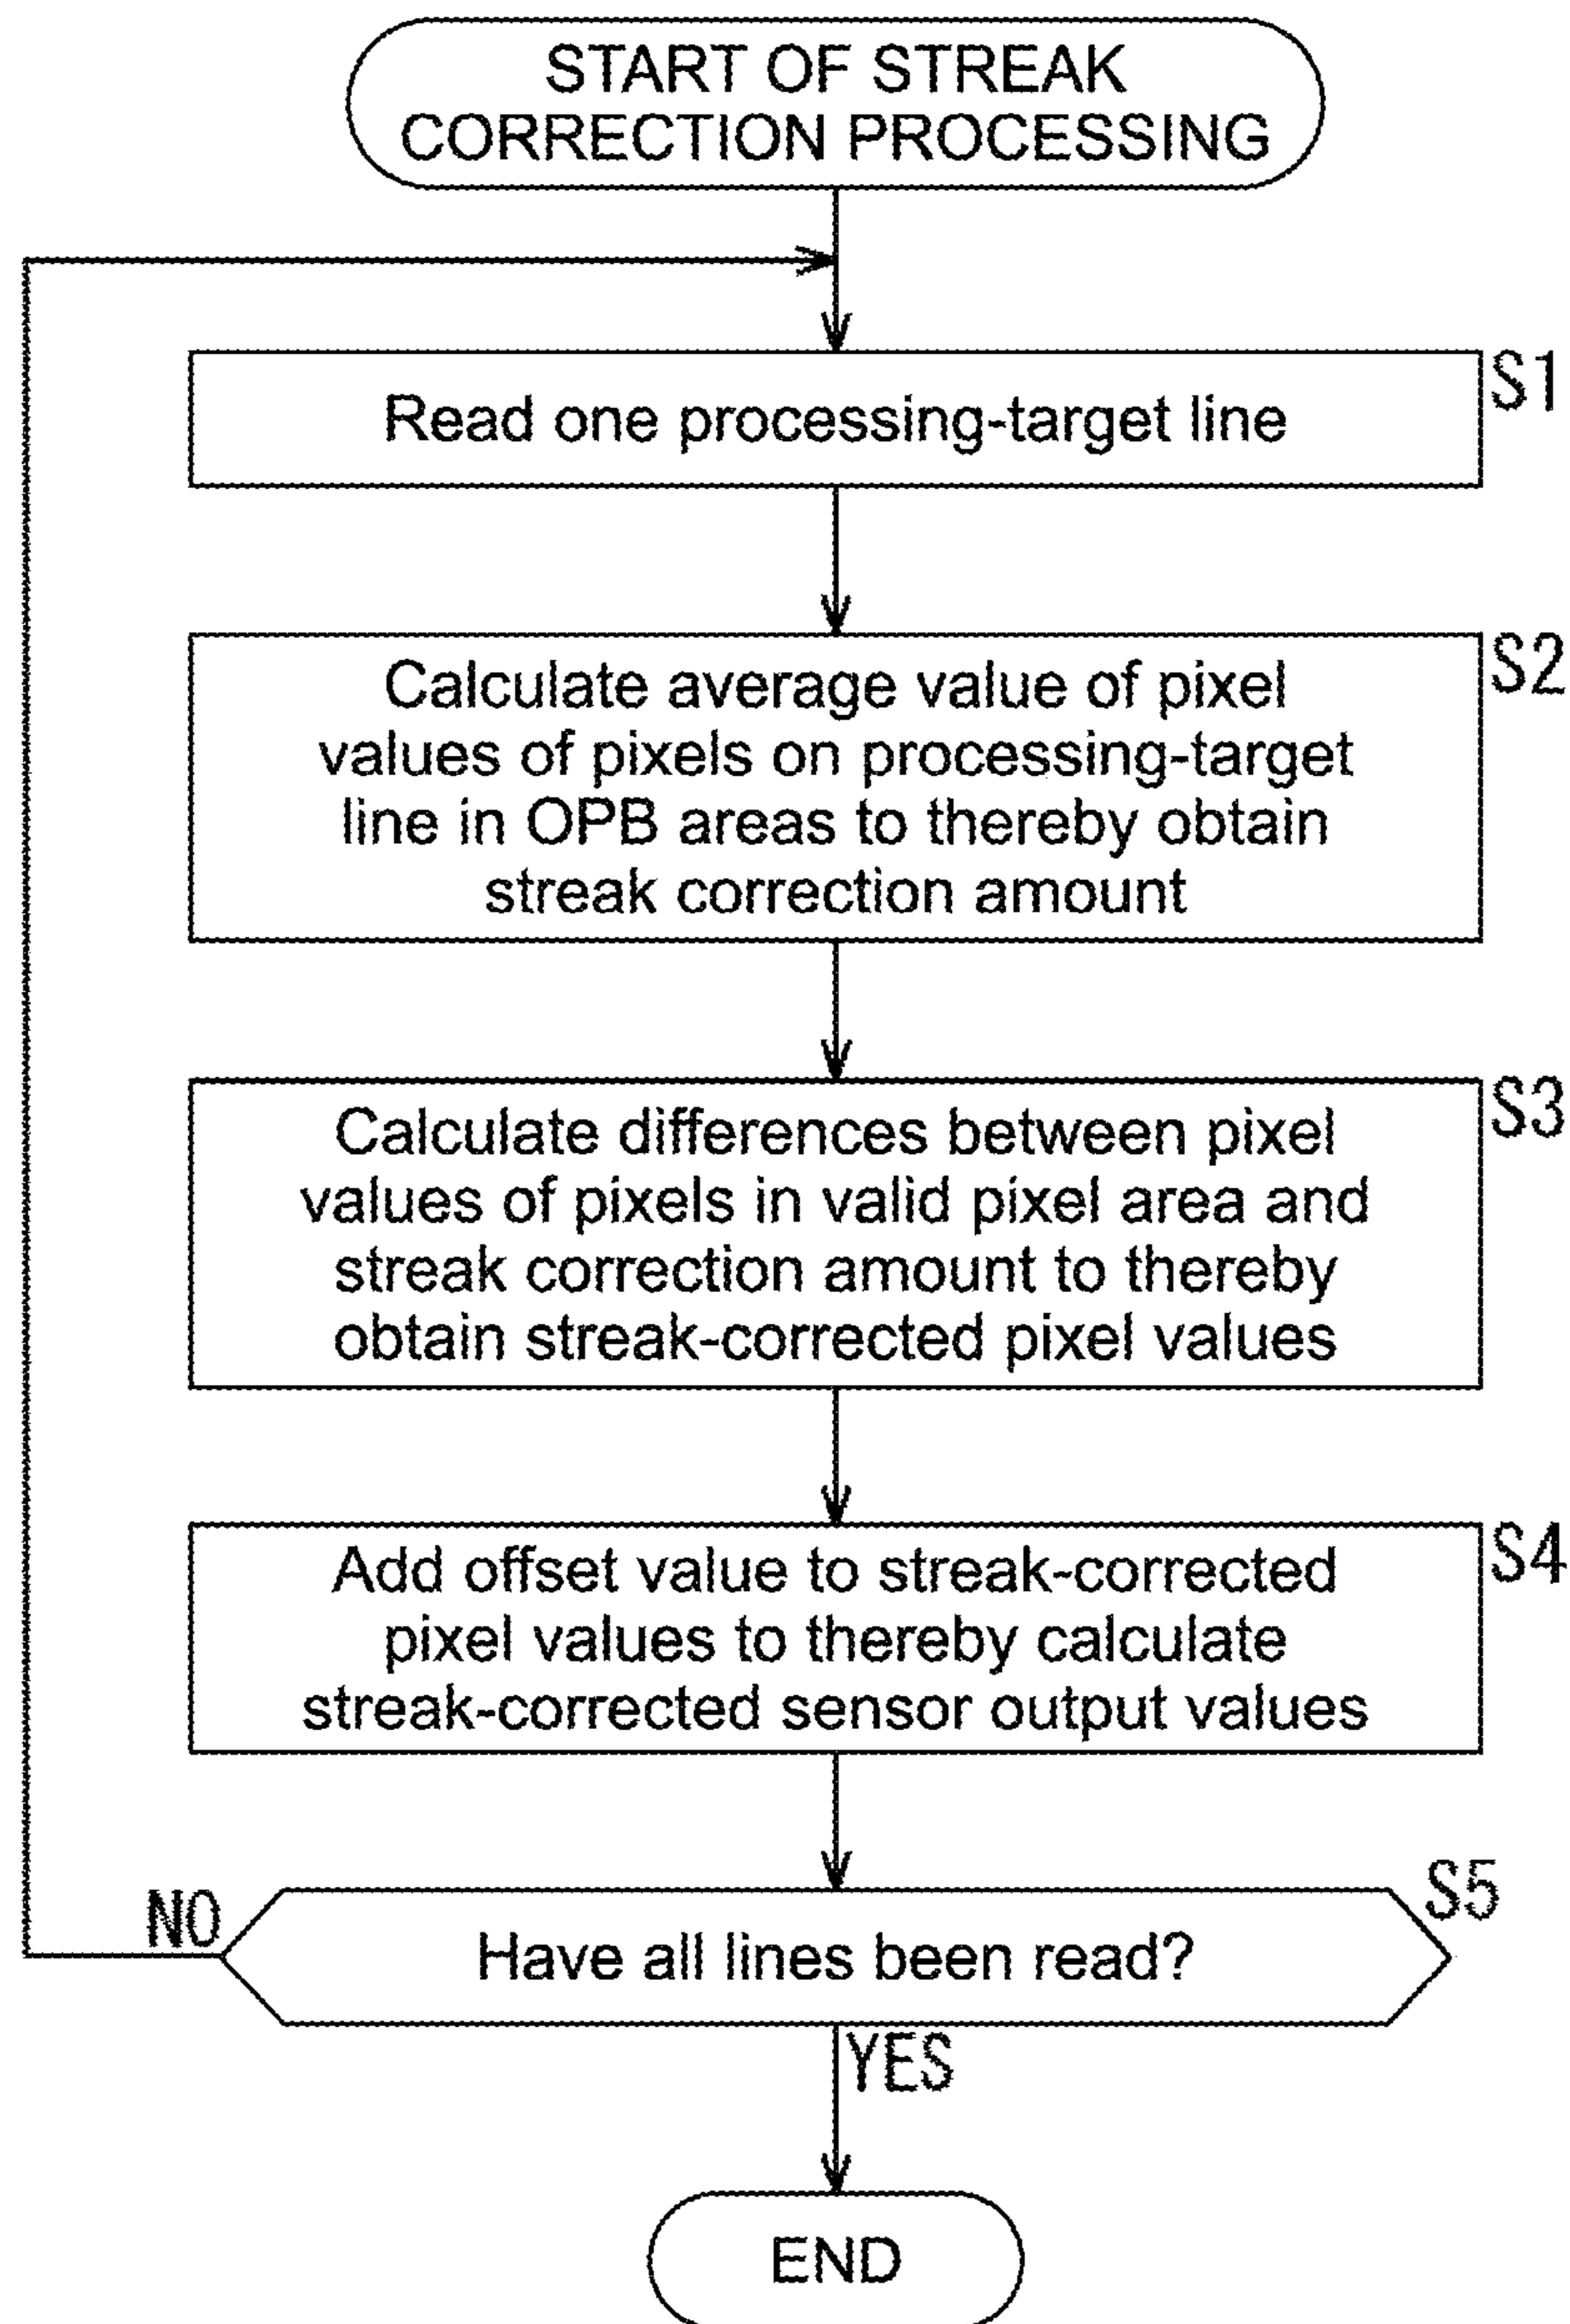 START OF STREAK
CORRECTION PROCESSING
Read one processing-target line
S1
Calculate average value of pixel
values of pixels on processing-target
line in OPB areas to thereby obtain
streak correction amount
S2
Calculate differences between pixel
values of pixels in valid pixel area and
streak correction amount to thereby
obtain streak-corrected pixel values
S3
Add offset value to streak-corrected
pixel values to thereby calculate
streak-corrected sensor output values
S4
Have all lines been read?
S5
NO
YES
END